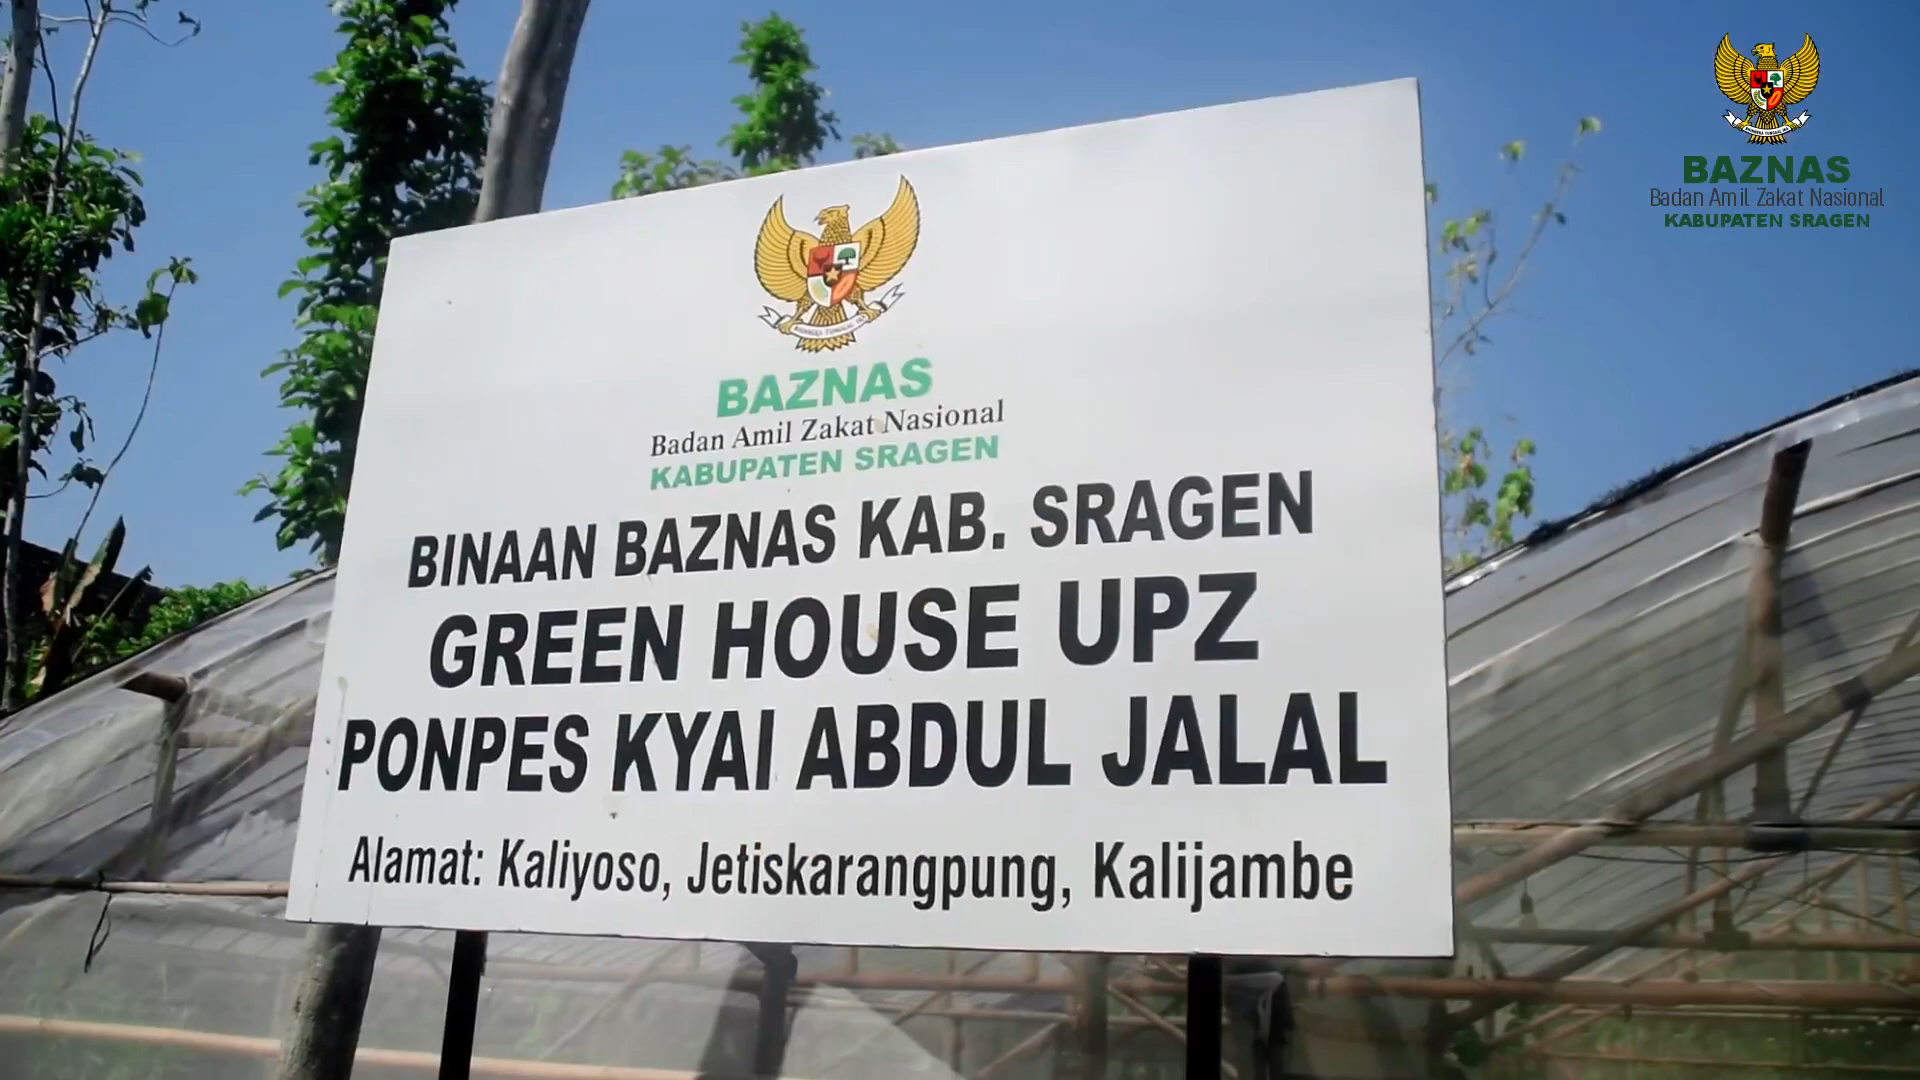 BAZNAS
Badan Amil Zakat Nasional
KABUPATEN SRAGEN
BINAAN BAZNAS KAB. SRAGEN
GREEN HOUSE UPZ
PONPES KYAI ABDUL JALAL
Alamat: Kaliyoso, Jetiskarangpung, Kalijambe
BAZNAS
Badan Amil Zakat Nasional
KABUPATEN SRAGEN